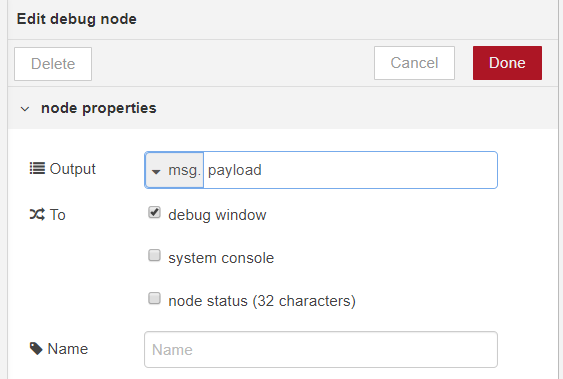 Edit debug node
Delete Cancel Done
node properties
Output msg. payload
To debug window
system console
node status (32 characters)
Name Name